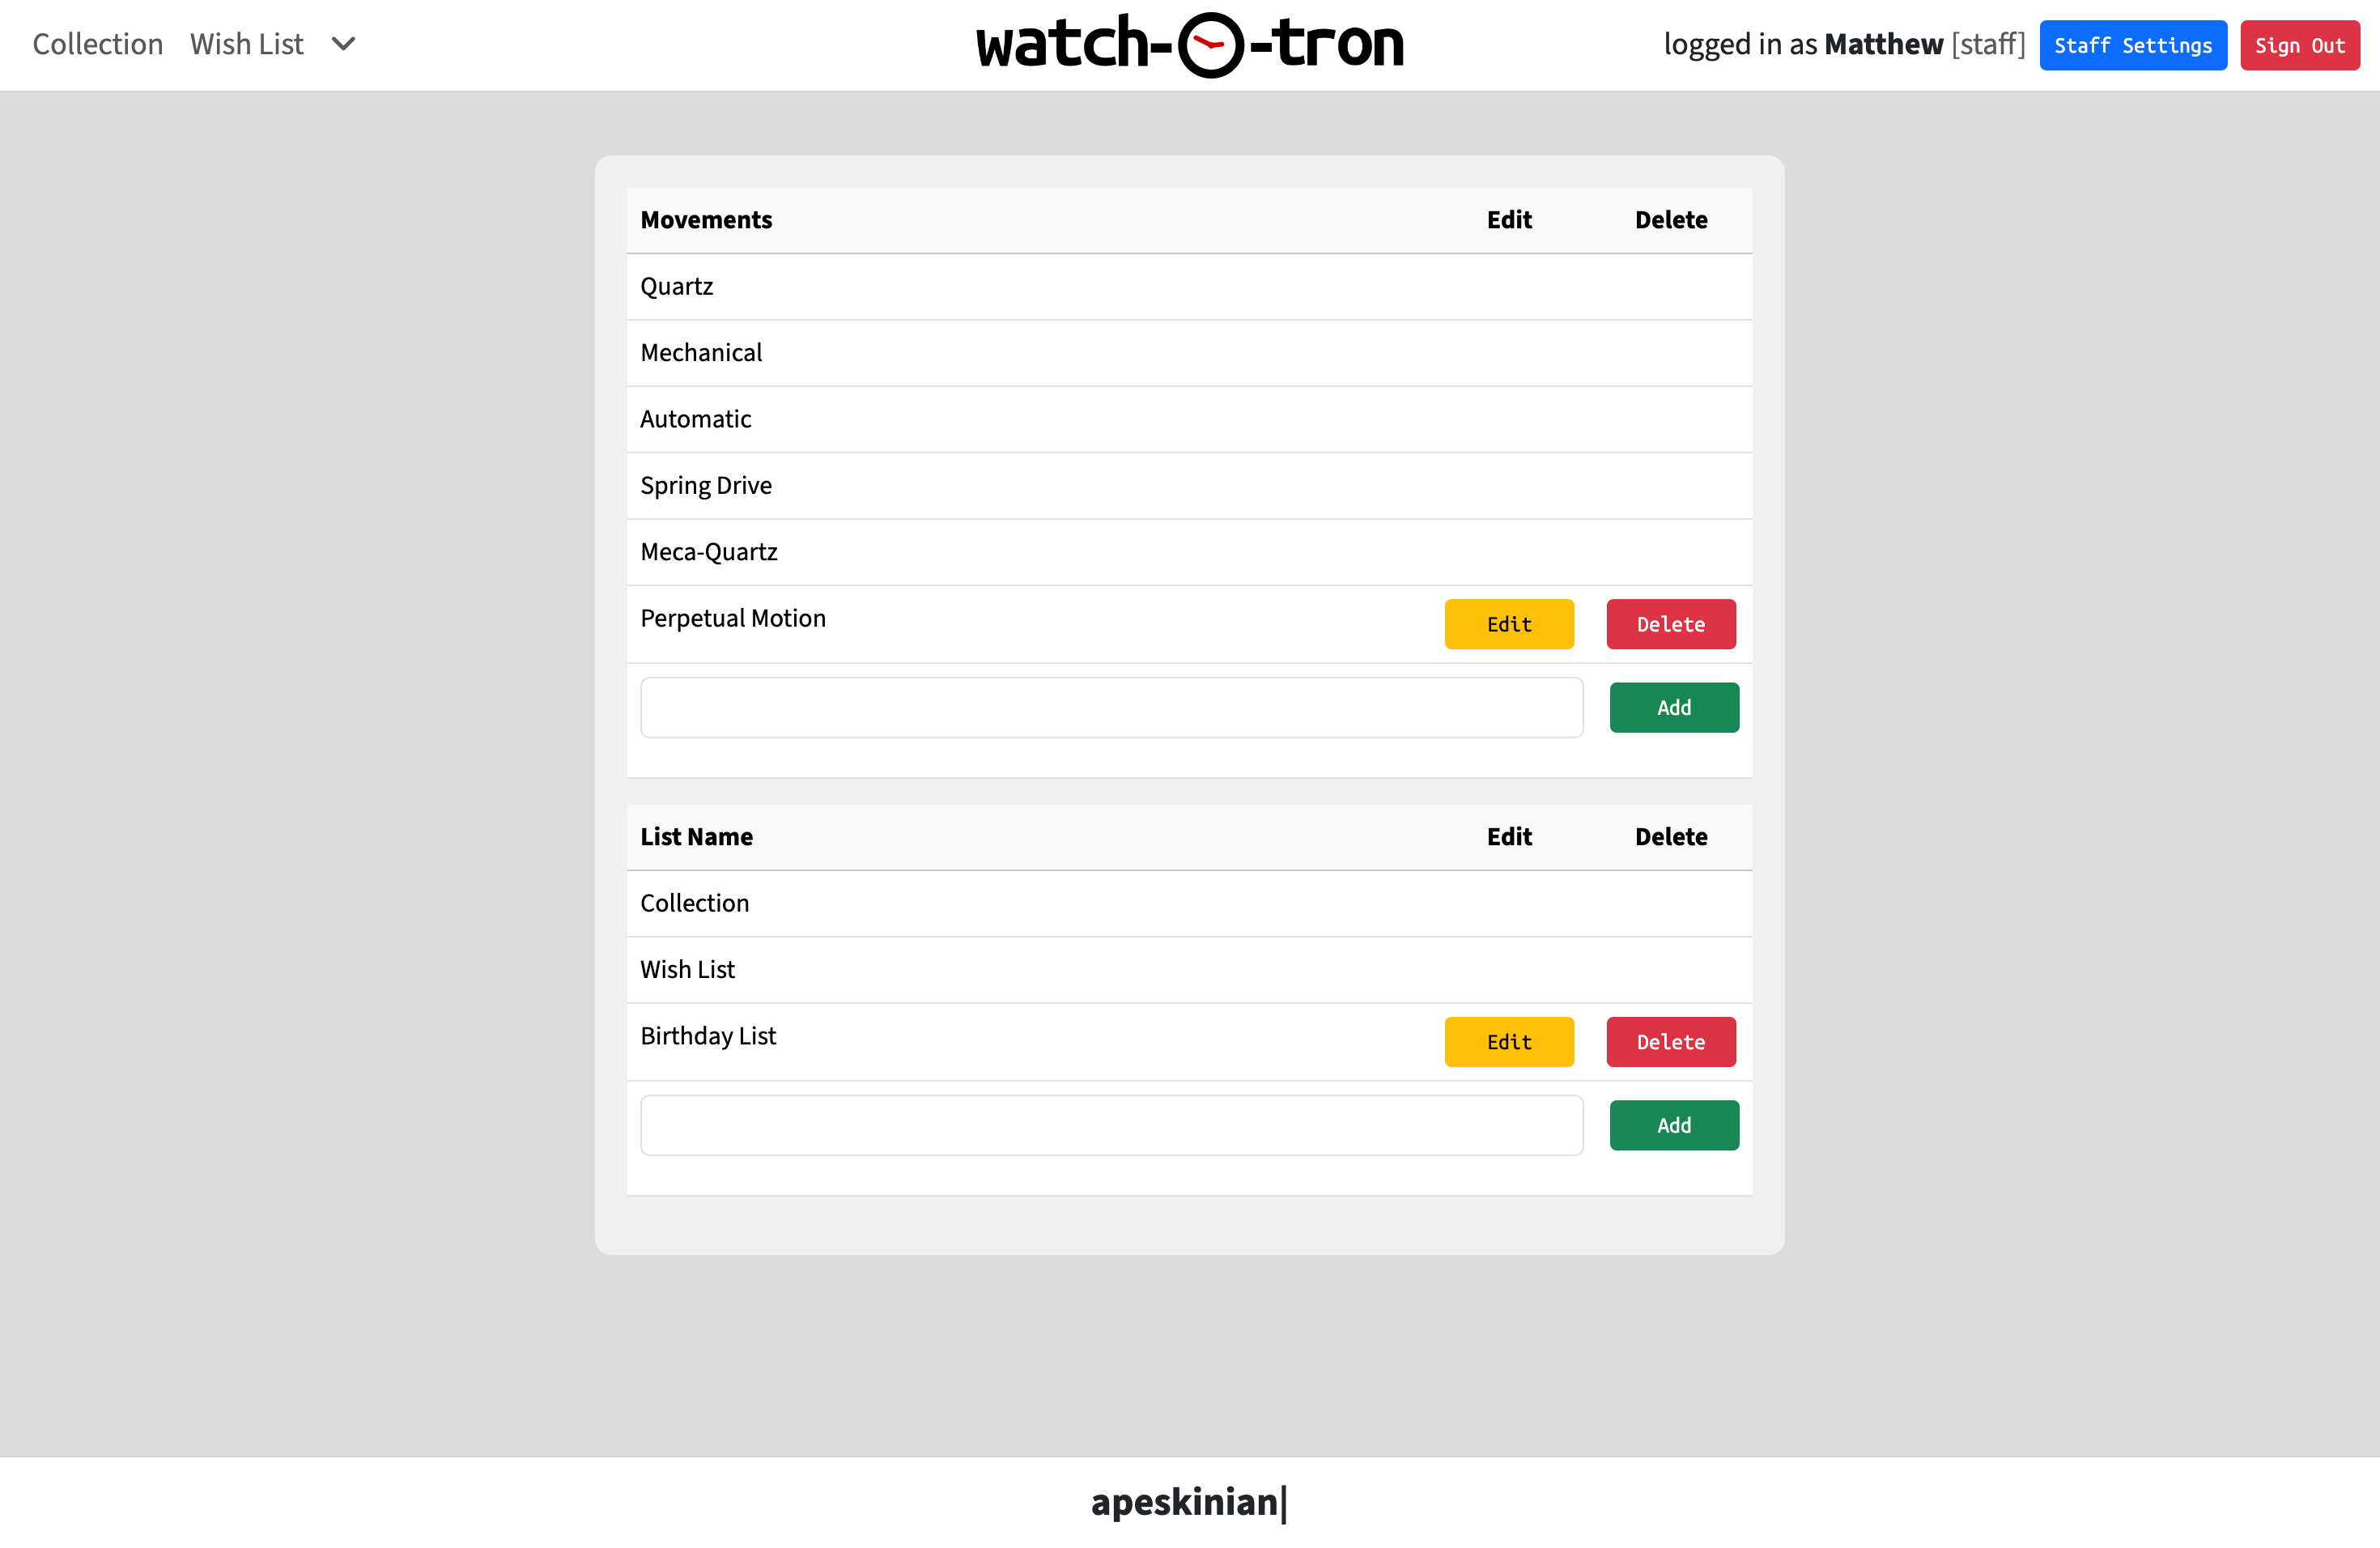 Collection Wish List watch-O-tron logged in as Matthew [staff] Staff Settings Sign Out
Movements Edit Delete
Quartz
Mechanical
Automatic
Spring Drive
Meca-Quartz
Perpetual Motion Edit Delete
Add
List Name Edit Delete
Collection
Wish List
Birthday List Edit Delete
Add
apeskinian|